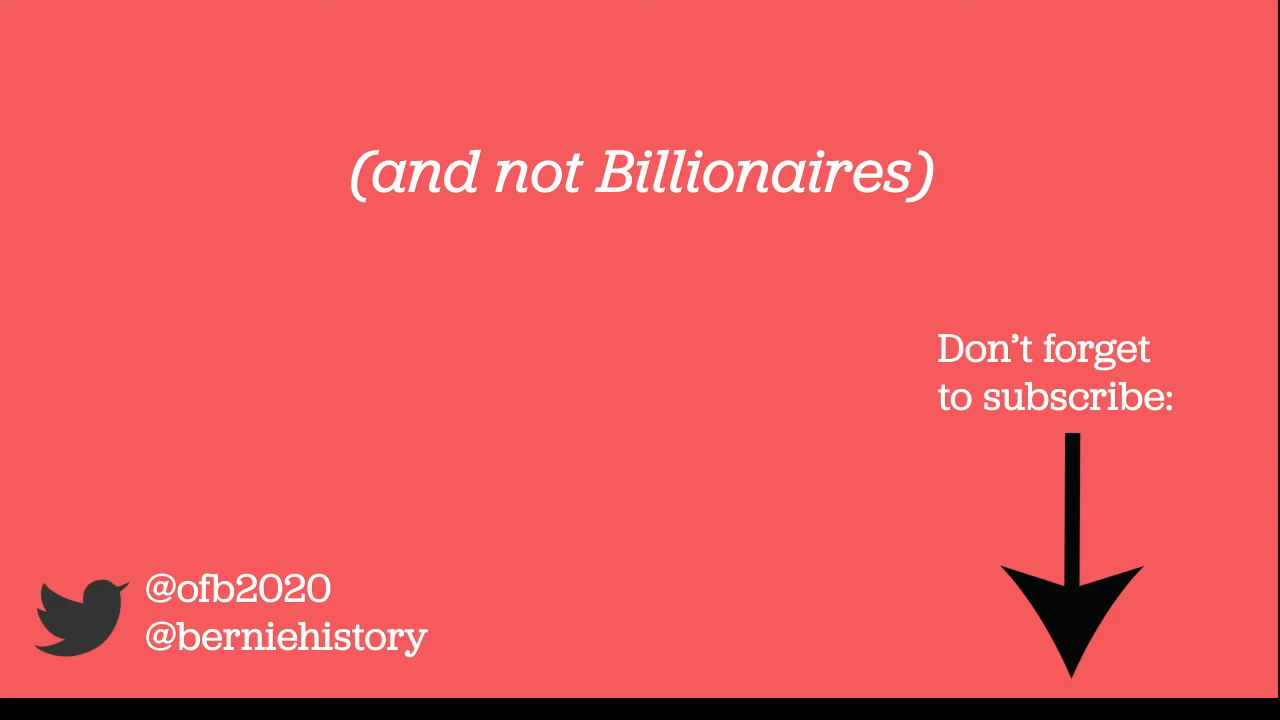 (and not Billionaires)
Don’t forget
to subscribe:
@ofb2020
@berniehistory